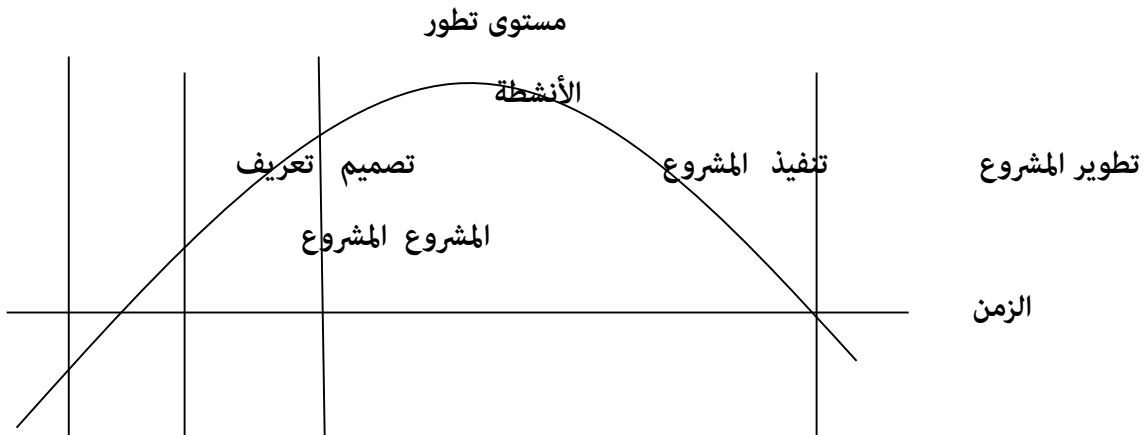 مستوى تطور
الأنشطة
تطوير المشروع تنفيذ المشروع تصميم تعريف
المشروع المشروع
الزمن